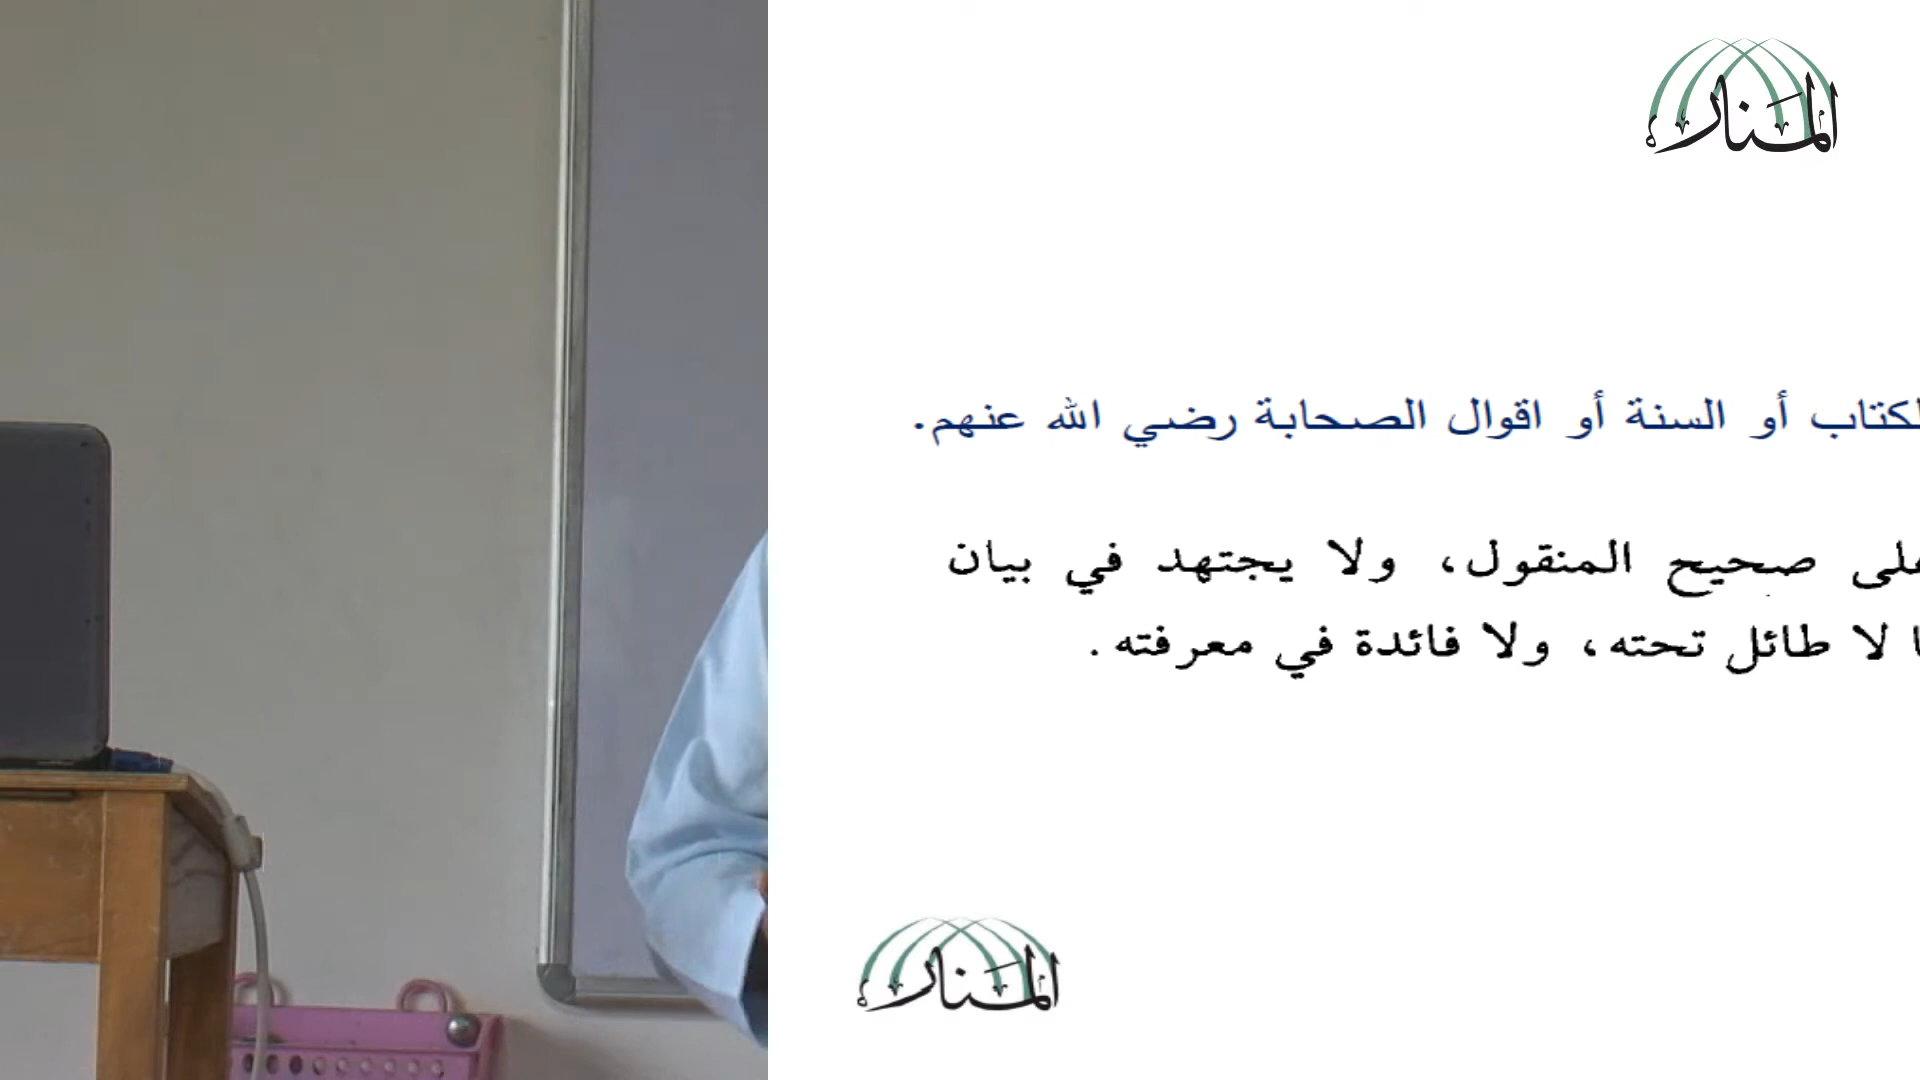 المنار
لكتاب أو السنة أو اقوال الصحابة رضي الله عنهم.
على صحيح المنقول، ولا يجتهد في بيان
لا طائل تحته، ولا فائدة في معرفته.
المنار